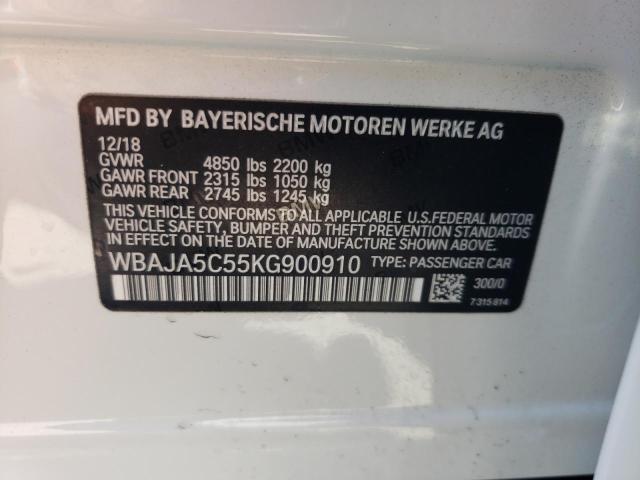 MFD BY BAYERISCHE MOTOREN WERKE AG
12/18
GVWR 4850 lbs 2200 kg
GAWR FRONT 2315 lbs 1050 kg
GAWR REAR 2745 lbs 1245 kg
THIS VEHICLE CONFORMS TO ALL APPLICABLE U.S.FEDERAL MOTOR
VEHICLE SAFETY, BUMPER AND THEFT PREVENTION STANDARDS
IN EFFECT ON THE DATE OF MANUFACTURE SHOWN ABOVE.
WBAJA5C55KG900910 TYPE: PASSENGER CAR
300/0
7315814